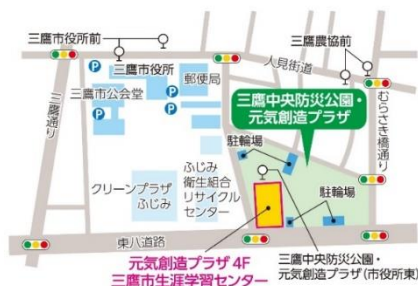 三鷹市役所前
三鷹農協前
三鷹市役所
郵便局
人見街道
P
P
P
P
三鷹市公会堂
三鷹通り
三鷹中央防災公園・
元気創造プラザ
むらさき橋通り
駐輪場
ふじみ
衛生組合
リサイクル
センター
クリーンプラザ
ふじみ
駐輪場
東八道路
元気創造プラザ 4F
三鷹市生涯学習センター
三鷹中央防災公園・
元気創造プラザ(市役所東)